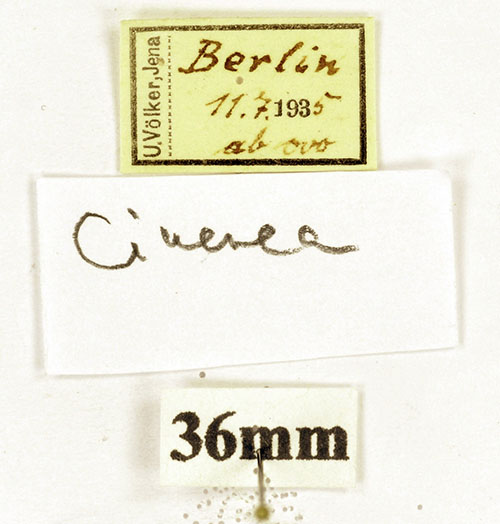 U.Völker, Jena
Berlin
11.7.1935
ab ovo
Cinerea
36mm